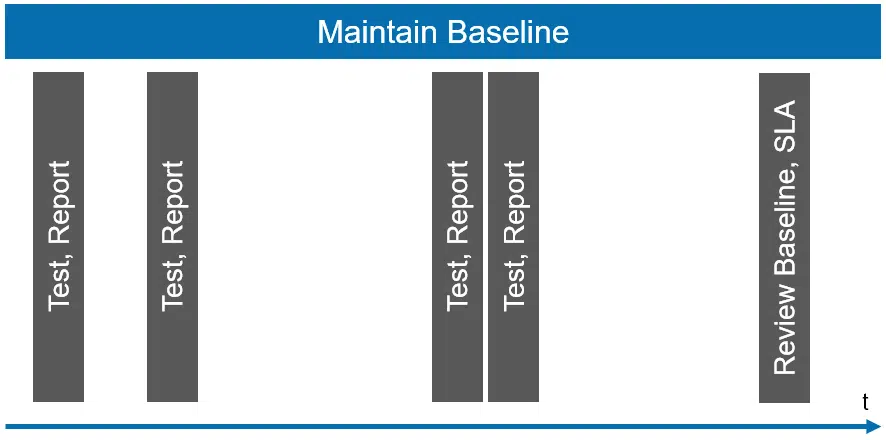 Maintain Baseline
Test, Report
Test, Report
Test, Report
Test, Report
Review Baseline, SLA
t